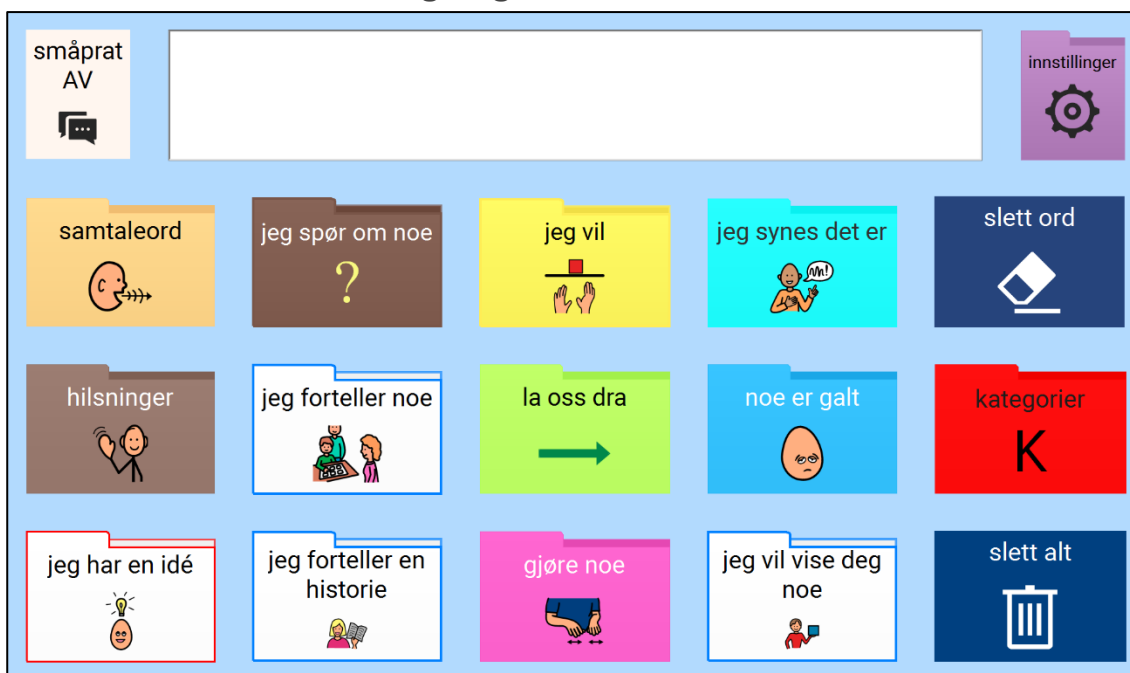 småprat
AV
innstillinger
samtaleord
jeg spør om noe
?
jeg vil
jeg synes det er
slett ord
hilsninger
jeg forteller noe
la oss dra
noe er galt
kategorier
K
jeg har en idé
jeg forteller en
historie
gjøre noe
jeg vil vise deg
noe
slett alt